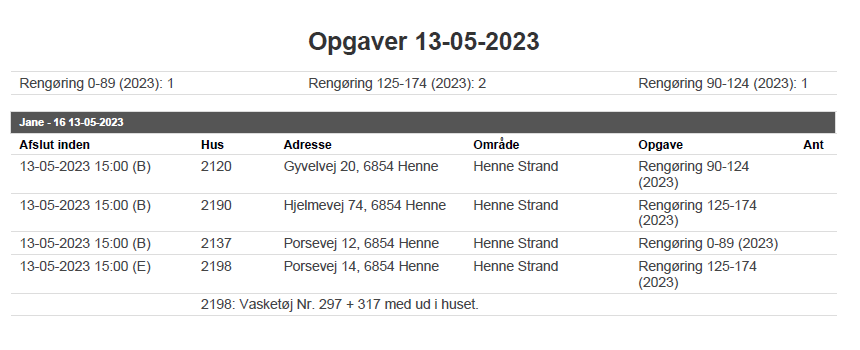 Opgaver 13-05-2023
Rengøring 0-89 (2023): 1 Rengøring 125-174 (2023): 2 Rengøring 90-124 (2023): 1
Jane - 16 13-05-2023
Afslut inden Hus Adresse Område Opgave Ant
13-05-2023 15:00 (B) 2120 Gyvelvej 20, 6854 Henne Henne Strand Rengøring 90-124
(2023)
13-05-2023 15:00 (B) 2190 Hjelmevej 74, 6854 Henne Henne Strand Rengøring 125-174
(2023)
13-05-2023 15:00 (B) 2137 Porsevej 12, 6854 Henne Henne Strand Rengøring 0-89 (2023)
13-05-2023 15:00 (E) 2198 Porsevej 14, 6854 Henne Henne Strand Rengøring 125-174
(2023)
2198: Vasketøj Nr. 297 + 317 med ud i huset.